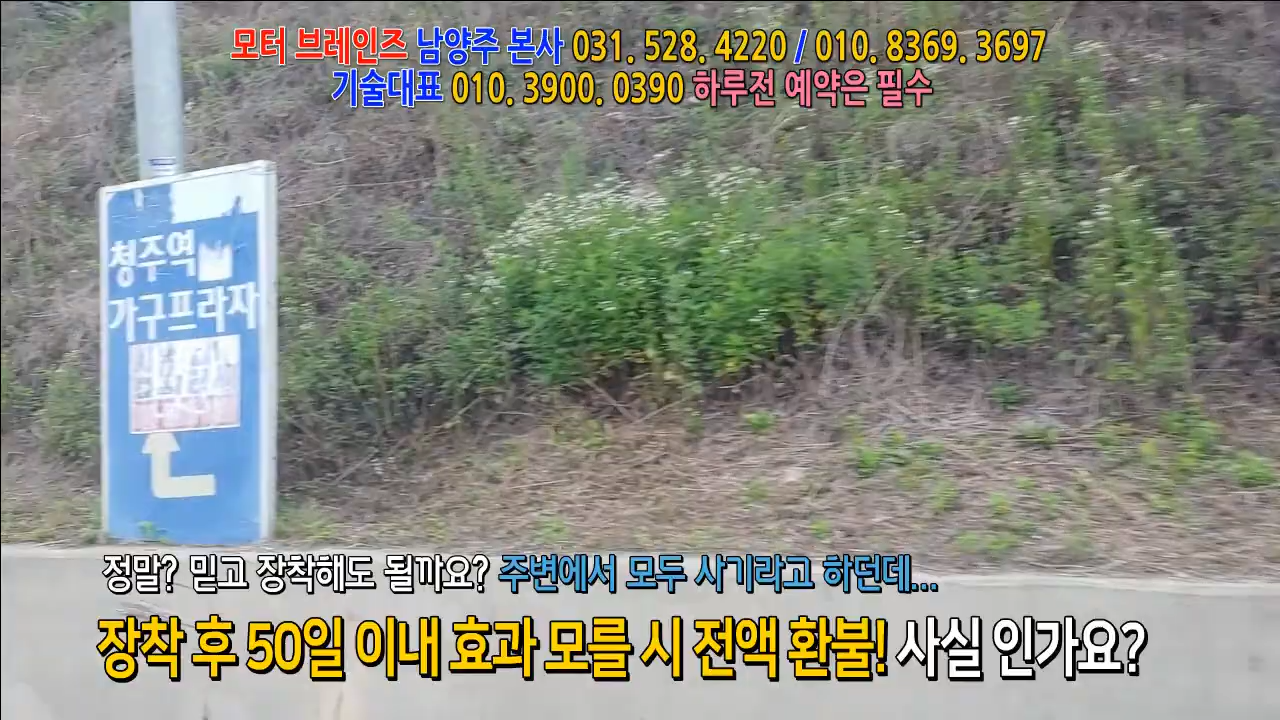 모터 브레인즈 남양주 본사 031. 528. 4220 / 010. 8369. 3697
기술대표 010. 3900. 0390 하루전 예약은 필수
청주역
가구프라자
정말? 믿고 장착해도 될까요? 주변에서 모두 사기라고 하던데...
장착 후 50일 이내 효과 모를 시 전액 환불! 사실 인가요?